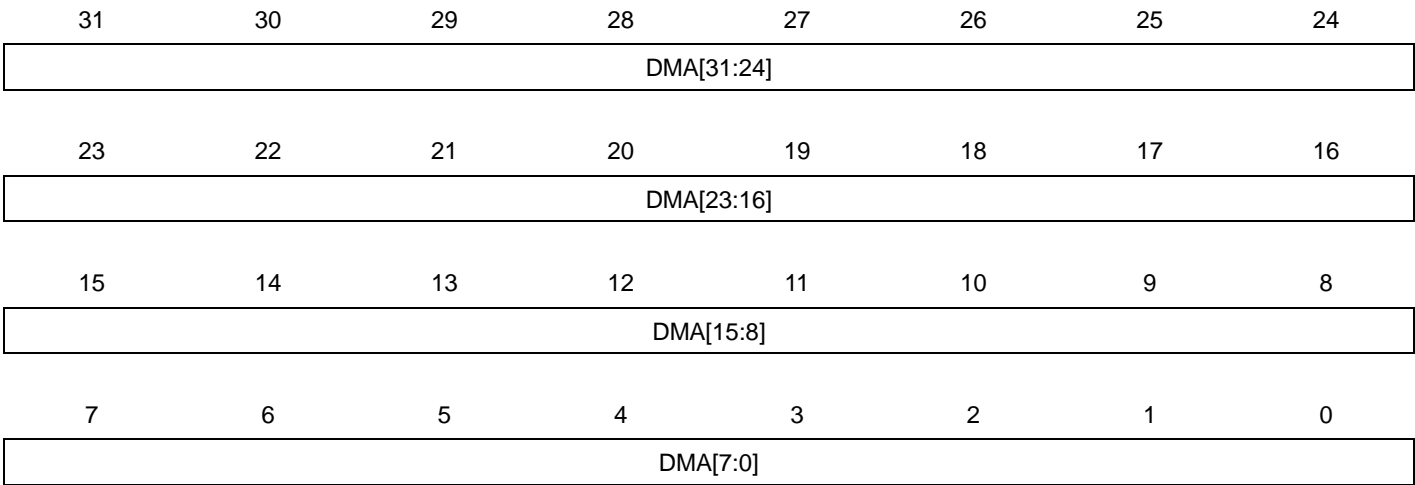 31 30 29 28 27 26 25 24
DMA[31:24]
23 22 21 20 19 18 17 16
DMA[23:16]
15 14 13 12 11 10 9 8
DMA[15:8]
7 6 5 4 3 2 1 0
DMA[7:0]